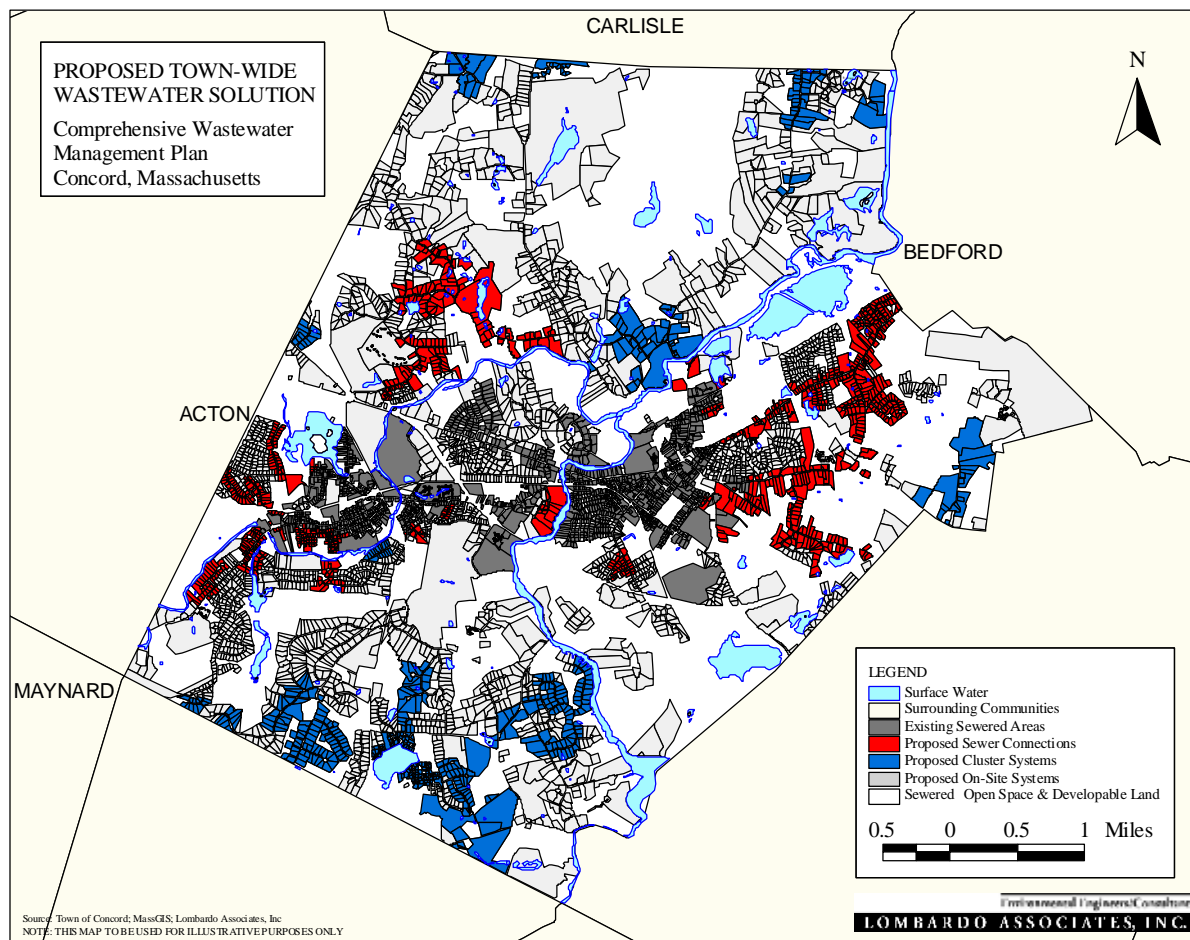 CARLISLE
PROPOSED TOWN-WIDE
WASTEWATER SOLUTION
Comprehensive Wastewater
Management Plan
Concord, Massachusetts
N
BEDFORD
ACTON
MAYNARD
LEGEND
Surface Water
Surrounding Communities
Existing Sewered Areas
Proposed Sewer Connections
Proposed Cluster Systems
Proposed On-Site Systems
Sewered Open Space & Developable Land
0.5 0 0.5 1 Miles
Environmental Engineers/Consultants
LOMBARDO ASSOCIATES, INC.
Source: Town of Concord; MassGIS; Lombardo Associates, Inc
NOTE: THIS MAP TO BE USED FOR ILLUSTRATIVE PURPOSES ONLY